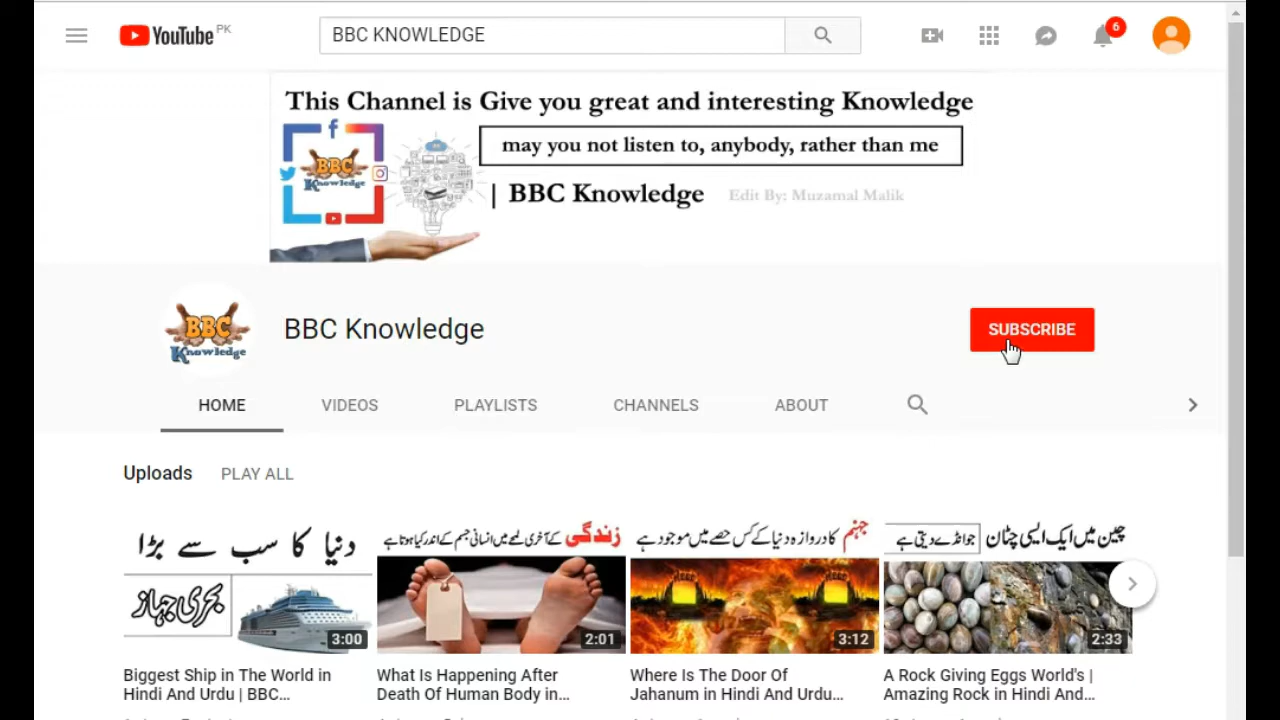 YouTube PK
BBC KNOWLEDGE
6
This Channel is Give you great and interesting Knowledge
may you not listen to, anybody, rather than me
| BBC Knowledge
Edit By: Muzamal Malik
BBC
Knowledge
BBC
Knowledge
BBC Knowledge
SUBSCRIBE
HOME VIDEOS PLAYLISTS CHANNELS ABOUT
Uploads PLAY ALL
دنیا کا سب سے بڑا
بحری جہاز
3:00
زندگی کے آخری لمحے میں انسانی جسم کے اندر کیا ہوتا ہے
2:01
جہنم کا دروازہ دنیا کے کس حصے میں موجود ہے
3:12
چین میں ایک ایسی چٹان جو انڈے دیتی ہے
2:33
Biggest Ship in The World in
Hindi And Urdu | BBC...
What Is Happening After
Death Of Human Body in...
Where Is The Door Of
Jahanum in Hindi And Urdu...
A Rock Giving Eggs World's |
Amazing Rock in Hindi And...